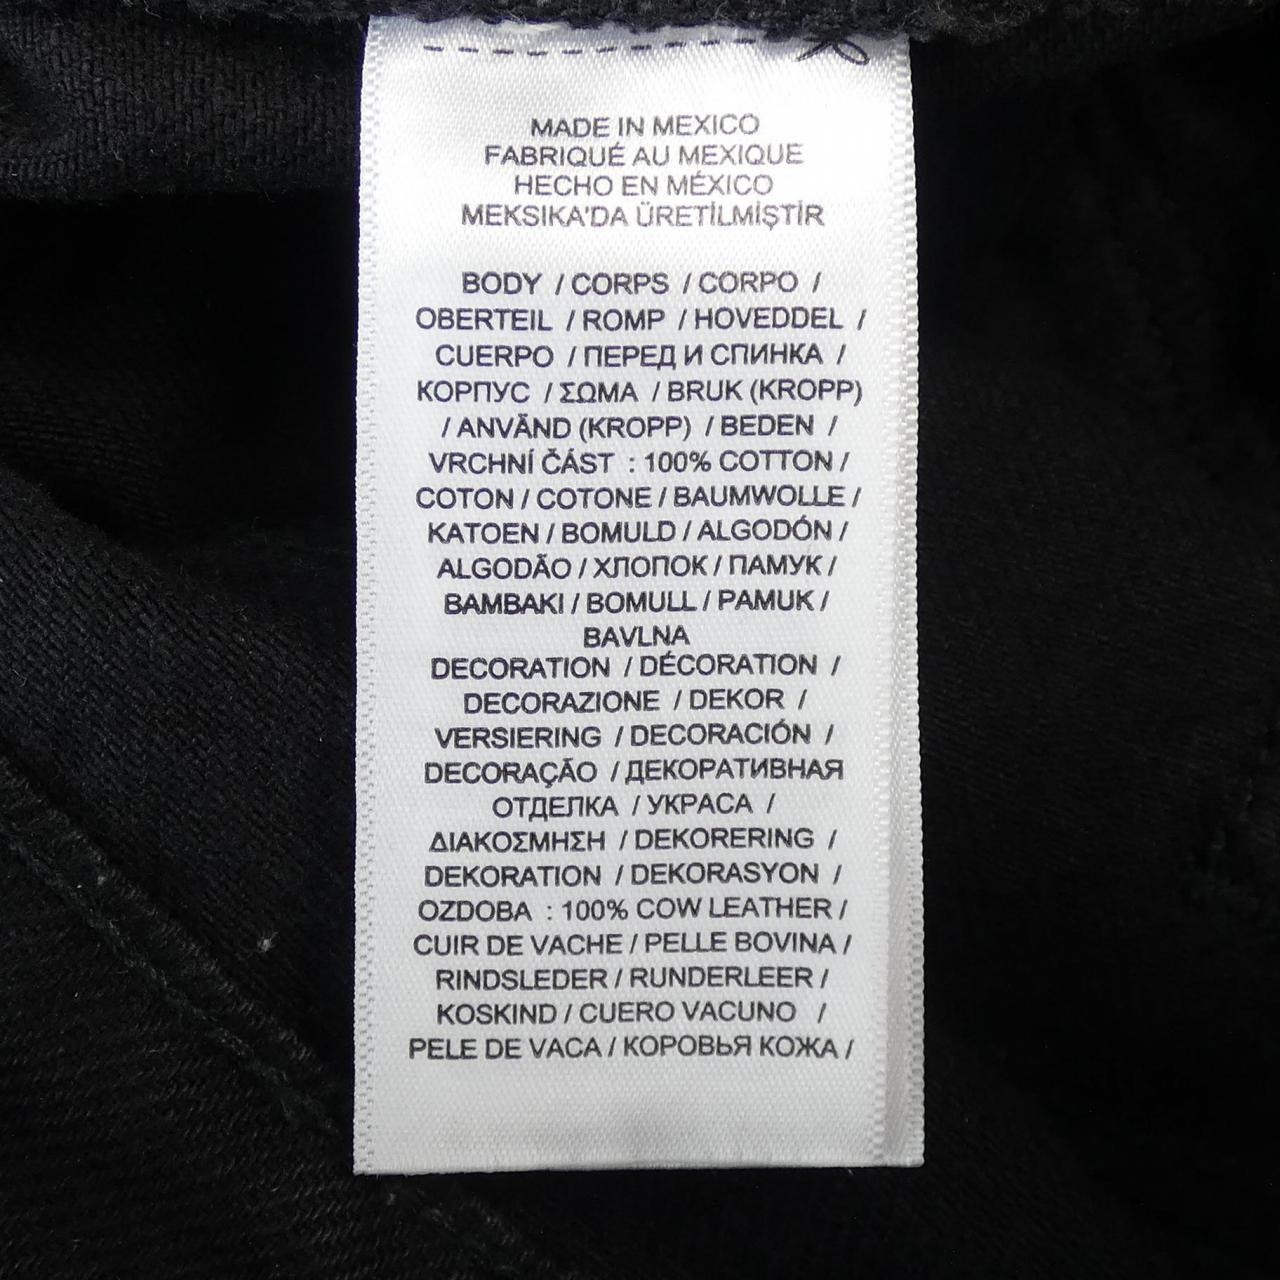 MADE IN MEXICO
FABRIQUÉ AU MEXIQUE
HECHO EN MÉXICO
MEKSIKA'DA ÜRETİLMİŞTİR
BODY / CORPS / CORPO /
OBERTEIL / ROMP / HOVEDDEL /
CUERPO / ПЕРЕД И СПИНКА /
КОРПУС / ΣΩΜΑ / BRUK (KROPP)
/ ANVÄND (KROPP) / BEDEN /
VRCHNÍ ČÁST : 100% COTTON /
COTON / COTONE / BAUMWOLLE /
KATOEN / BOMULD / ALGODÓN /
ALGODÃO / ХЛОПОК / ПАМУК /
ΒΑΜΒΑΚΙ / BOMULL / PAMUK /
BAVLNA
DECORATION / DÉCORATION /
DECORAZIONE / DEKOR /
VERSIERING / DECORACIÓN /
DECORAÇÃO / ДЕКОРАТИВНАЯ
ОТДЕЛКА / УКРАСА /
ΔΙΑΚΟΣΜΗΣΗ / DEKORERING /
DEKORATION / DEKORASYON /
OZDOBA : 100% COW LEATHER /
CUIR DE VACHE / PELLE BOVINA /
RINDSLEDER / RUNDERLEER /
KOSKIND / CUERO VACUNO /
PELE DE VACA / КОРОВЬЯ КОЖА /